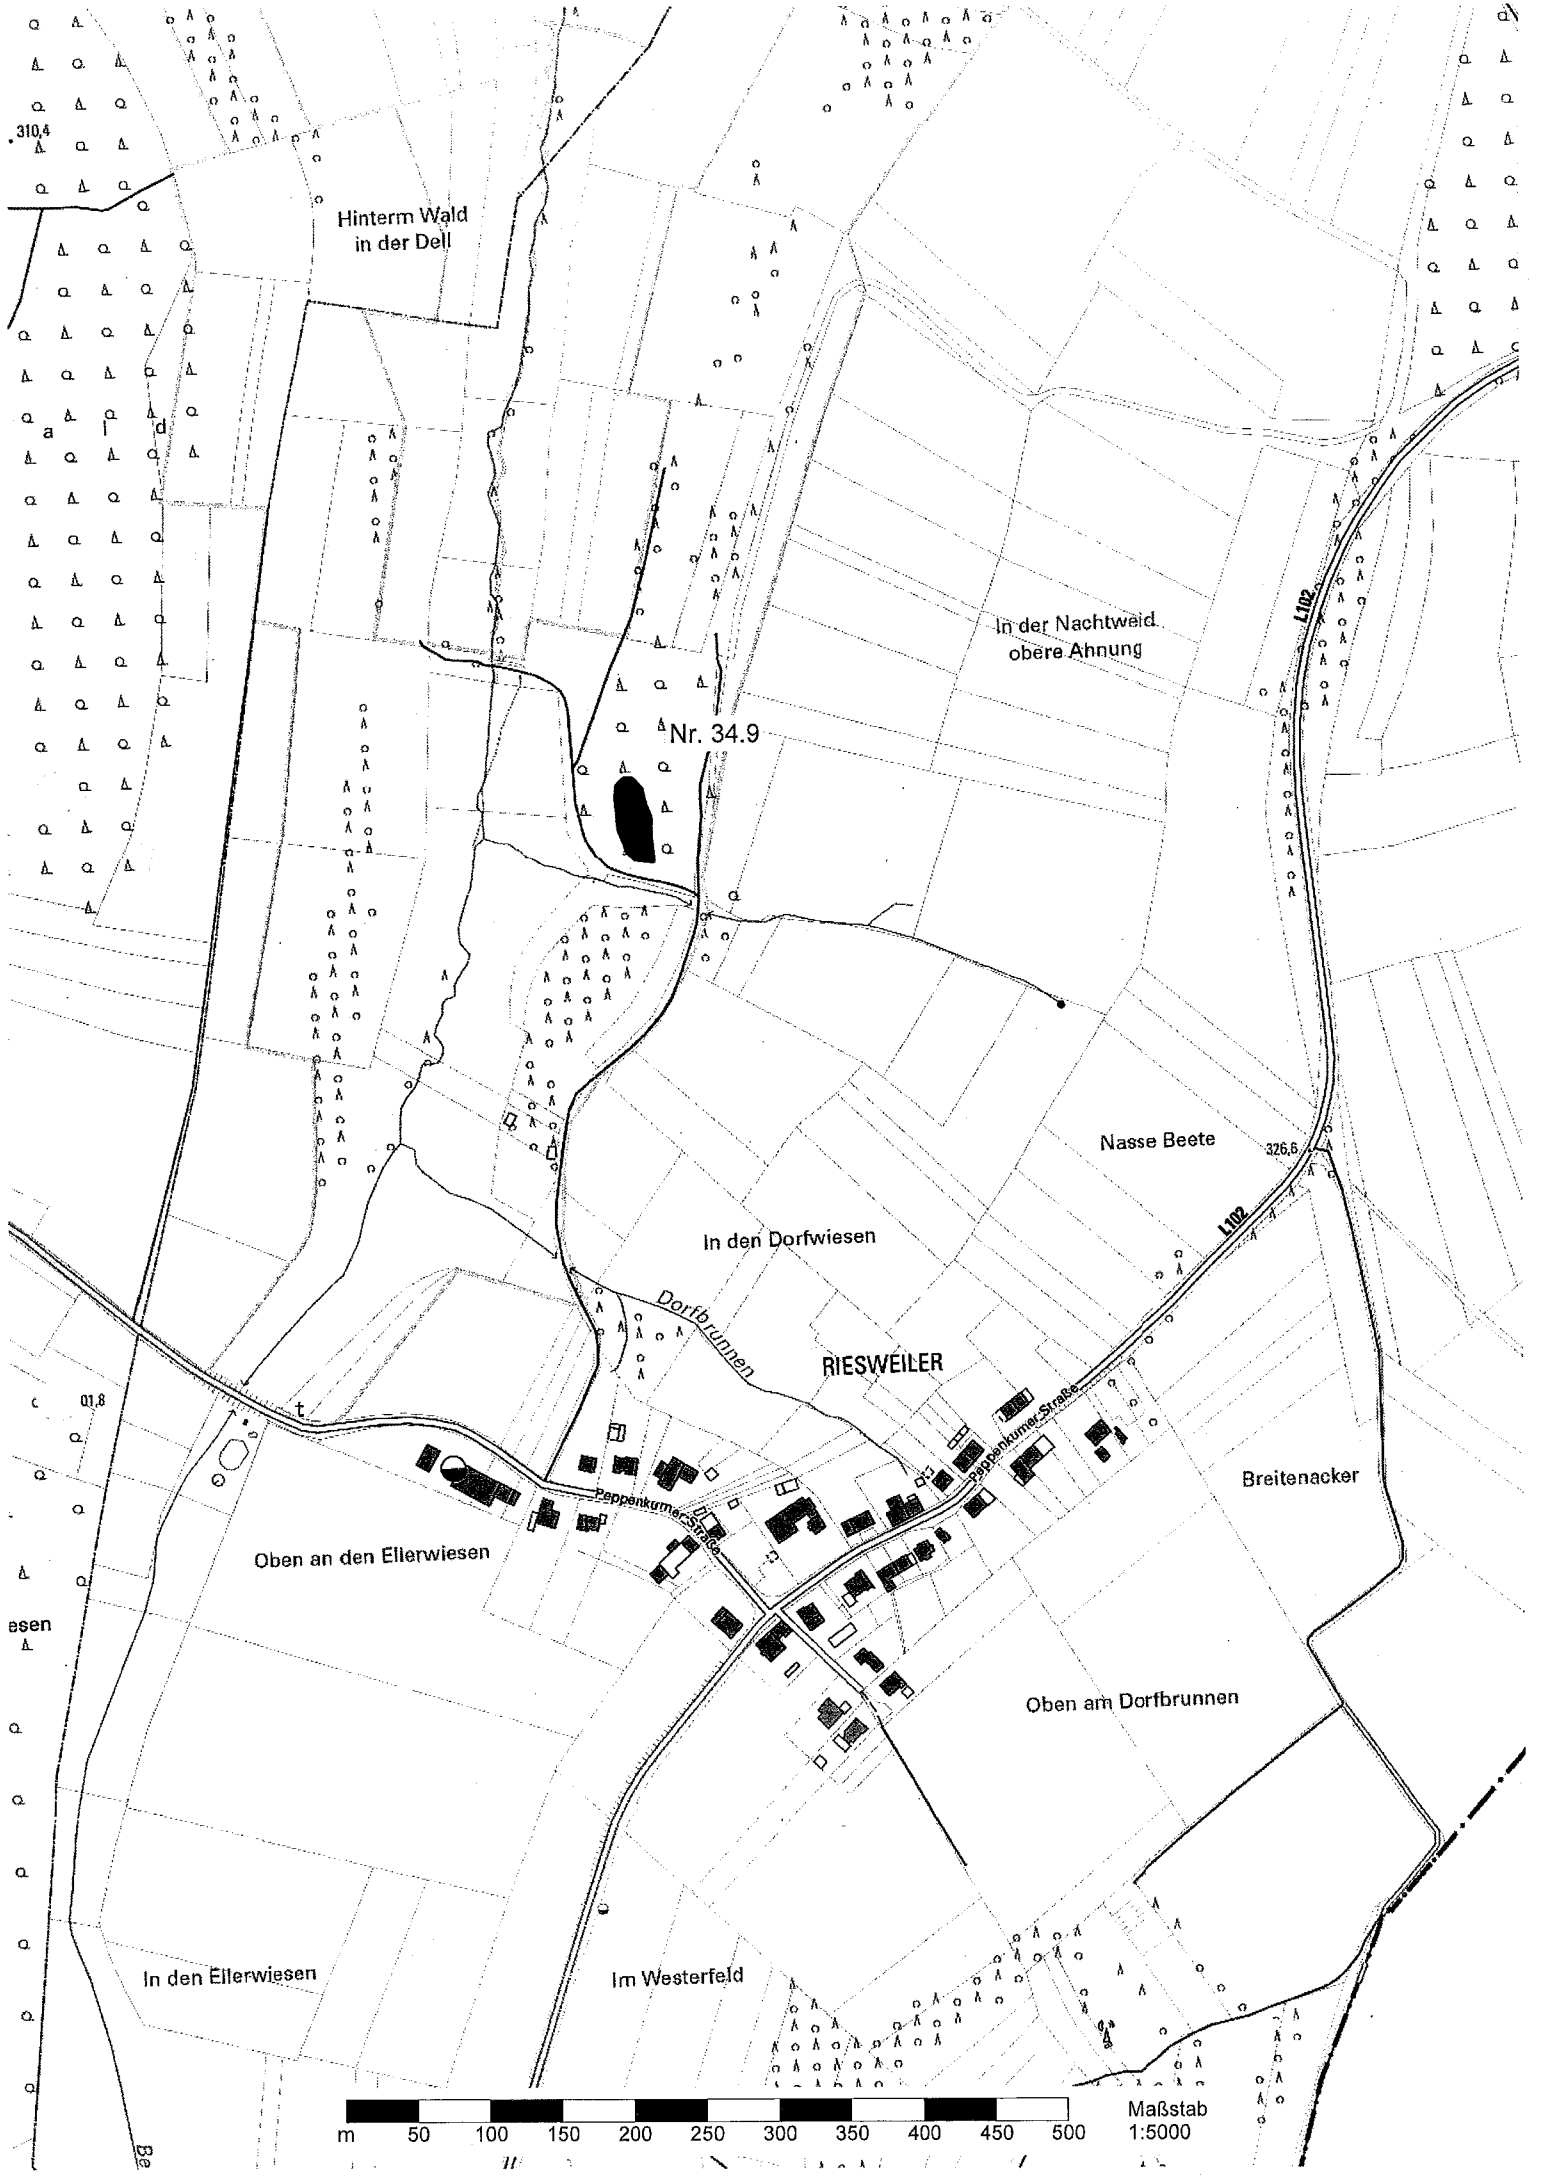 310,4
Hinterm Wald
in der Dell
a l d
L102
In der Nachtweid
obere Ahnung
Nr. 34.9
Nasse Beete
326,6
L102
In den Dorfwiesen
Dorfbrunnen
RIESWEILER
01,8
t
Peppenkumer-Straße
Peppenkumer-Straße
Breitenacker
Oben an den Ellerwiesen
esen
Oben am Dorfbrunnen
In den Ellerwiesen
Im Westerfeld
Be
Maßstab
m 50 100 150 200 250 300 350 400 450 500 1:5000